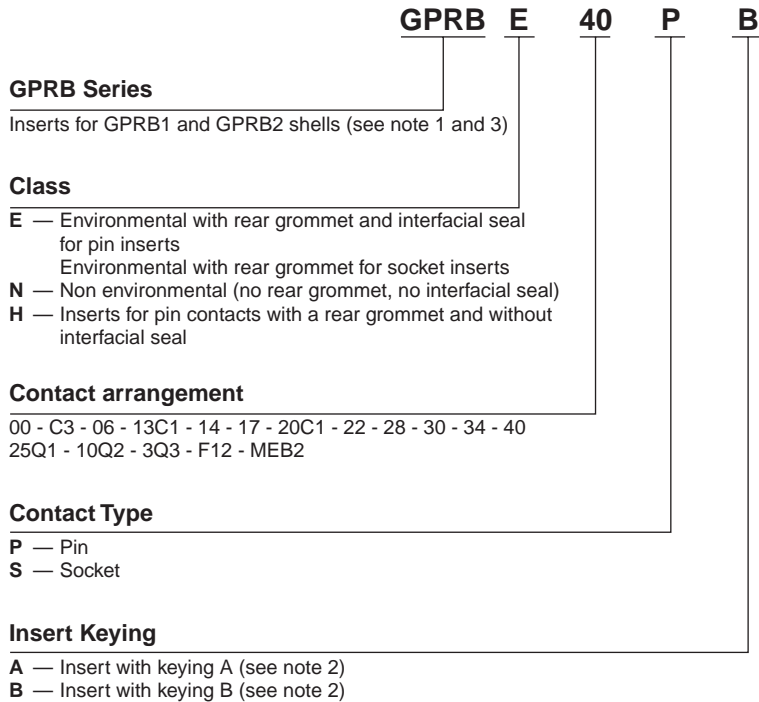 GPRB E 40 P B
GPRB Series
Inserts for GPRB1 and GPRB2 shells (see note 1 and 3)
Class
E — Environmental with rear grommet and interfacial seal
for pin inserts
Environmental with rear grommet for socket inserts
N — Non environmental (no rear grommet, no interfacial seal)
H — Inserts for pin contacts with a rear grommet and without
interfacial seal
Contact arrangement
00 - C3 - 06 - 13C1 - 14 - 17 - 20C1 - 22 - 28 - 30 - 34 - 40
25Q1 - 10Q2 - 3Q3 - F12 - MEB2
Contact Type
P — Pin
S — Socket
Insert Keying
A — Insert with keying A (see note 2)
B — Insert with keying B (see note 2)